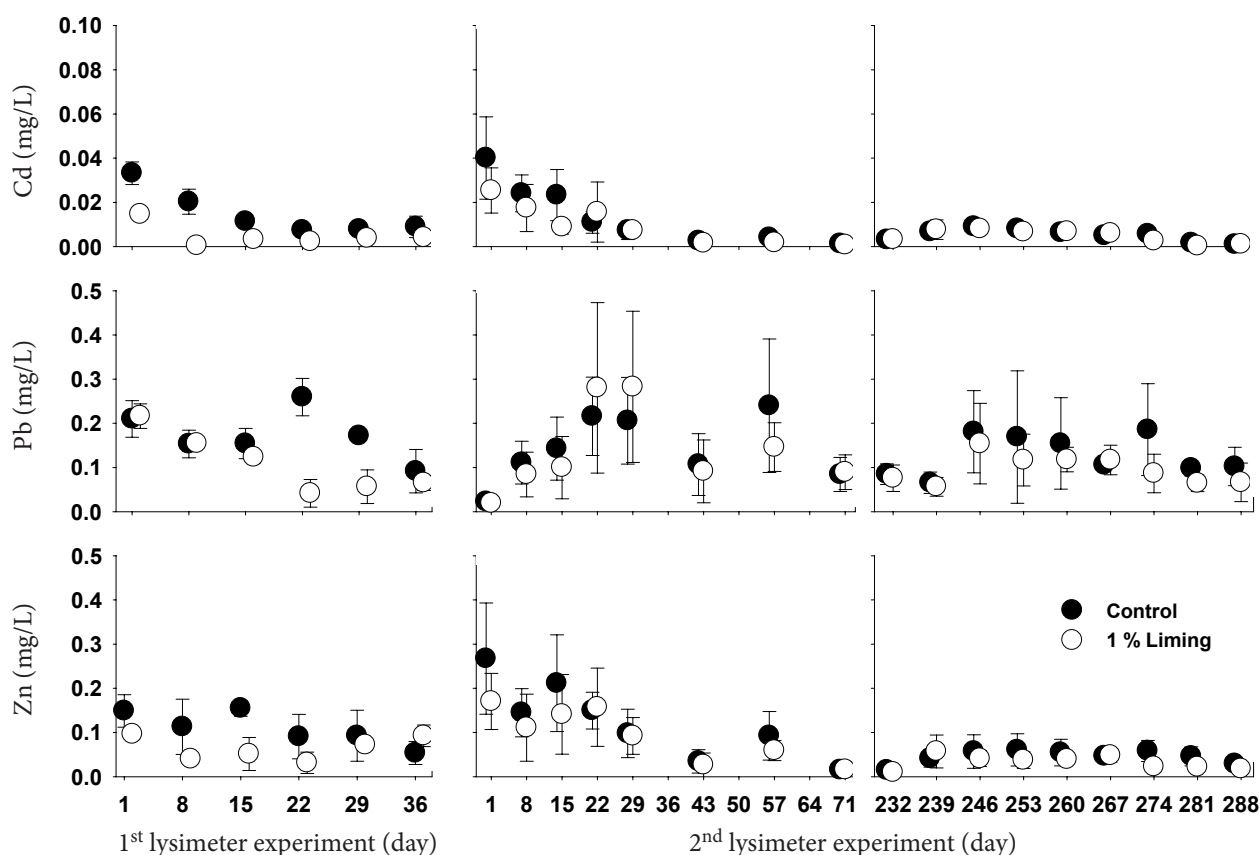 Cd (mg/L)
0.10
0.08
0.06
0.04
0.02
0.00
Pb (mg/L)
0.5
0.4
0.3
0.2
0.1
0.0
Zn (mg/L)
0.5
0.4
0.3
0.2
0.1
0.0
Control
1 % Liming
1 8 15 22 29 36 1 8 15 22 29 36 43 50 57 64 71 232 239 246 253 260 267 274 281 288
1st lysimeter experiment (day) 2nd lysimeter experiment (day)